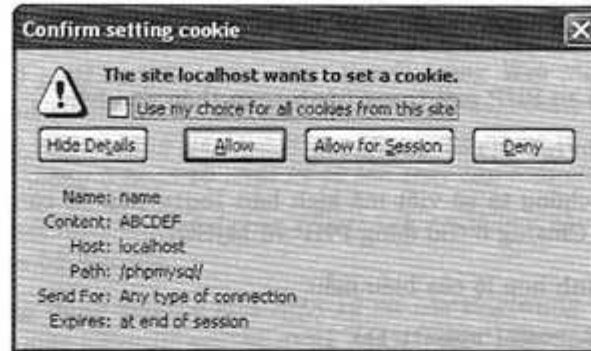 Confirm setting cookie
The site localhost wants to set a cookie.
Use my choice for all cookies from this site
Hide Details Allow Allow for Session Deny
Name: name
Content: ABCDEF
Host: localhost
Path: /phpmysql/
Send For: Any type of connection
Expires: at end of session